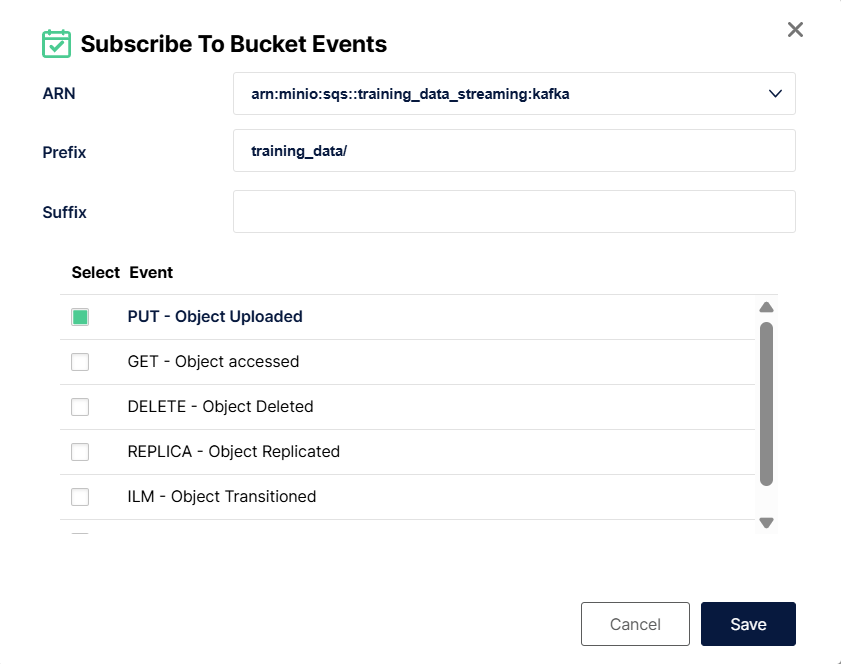 Subscribe To Bucket Events
ARN
arn:minio:sqs::training_data_streaming:kafka
Prefix
training_data/
Suffix
Select Event
PUT - Object Uploaded
GET - Object accessed
DELETE - Object Deleted
REPLICA - Object Replicated
ILM - Object Transitioned
Cancel
Save